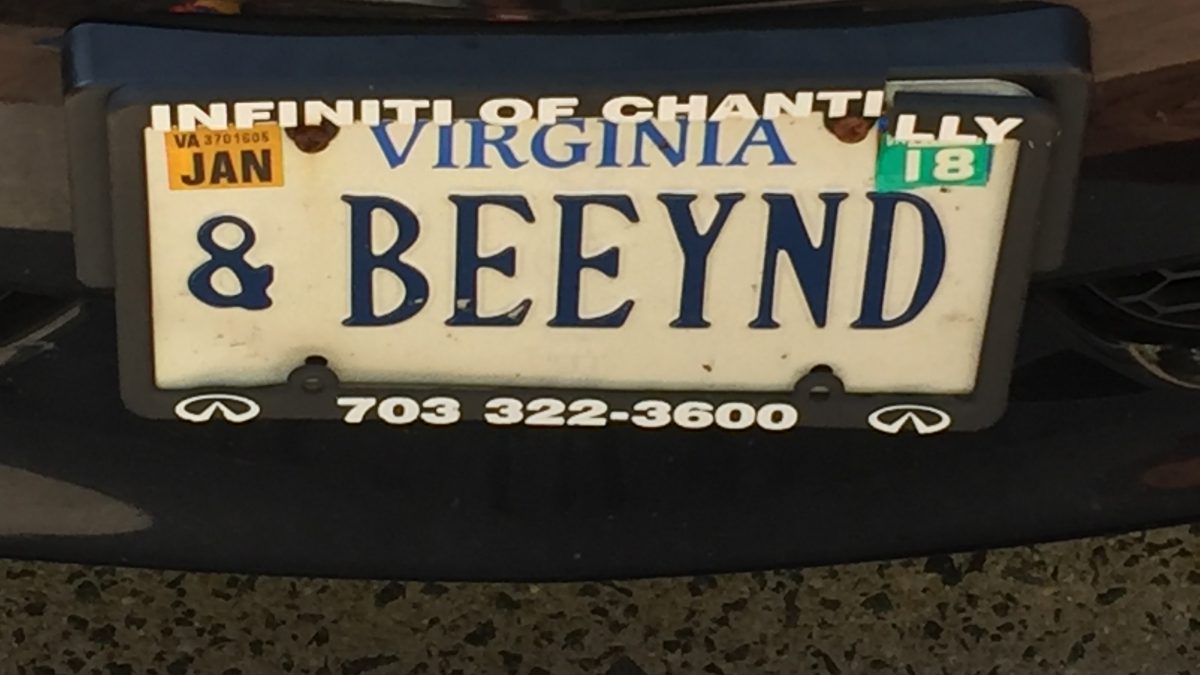 INFINITI OF CHANTILLY
VIRGINIA
VA 3701605
JAN
18
& BEEYND
703 322-3600